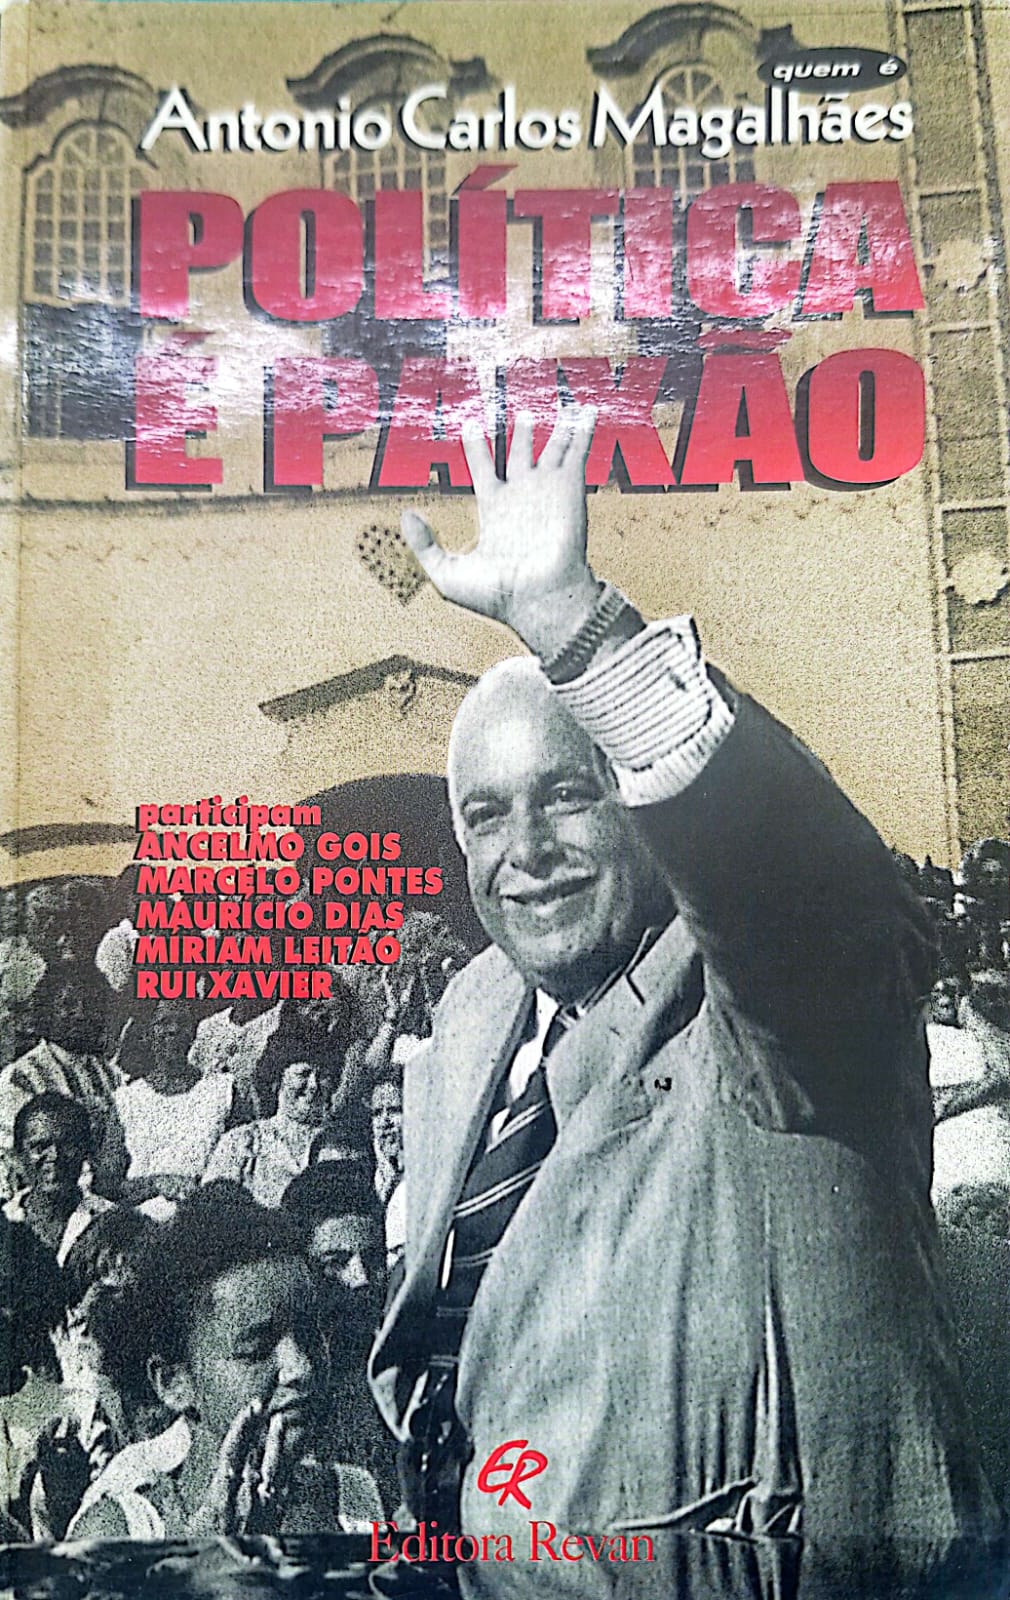 quem é
Antonio Carlos Magalhães
POLÍTICA
É PAIXÃO
participam
ANCELMO GOIS
MARCELO PONTES
MAURÍCIO DIAS
MÍRIAM LEITÃO
RUI XAVIER
ER
Editora Revan